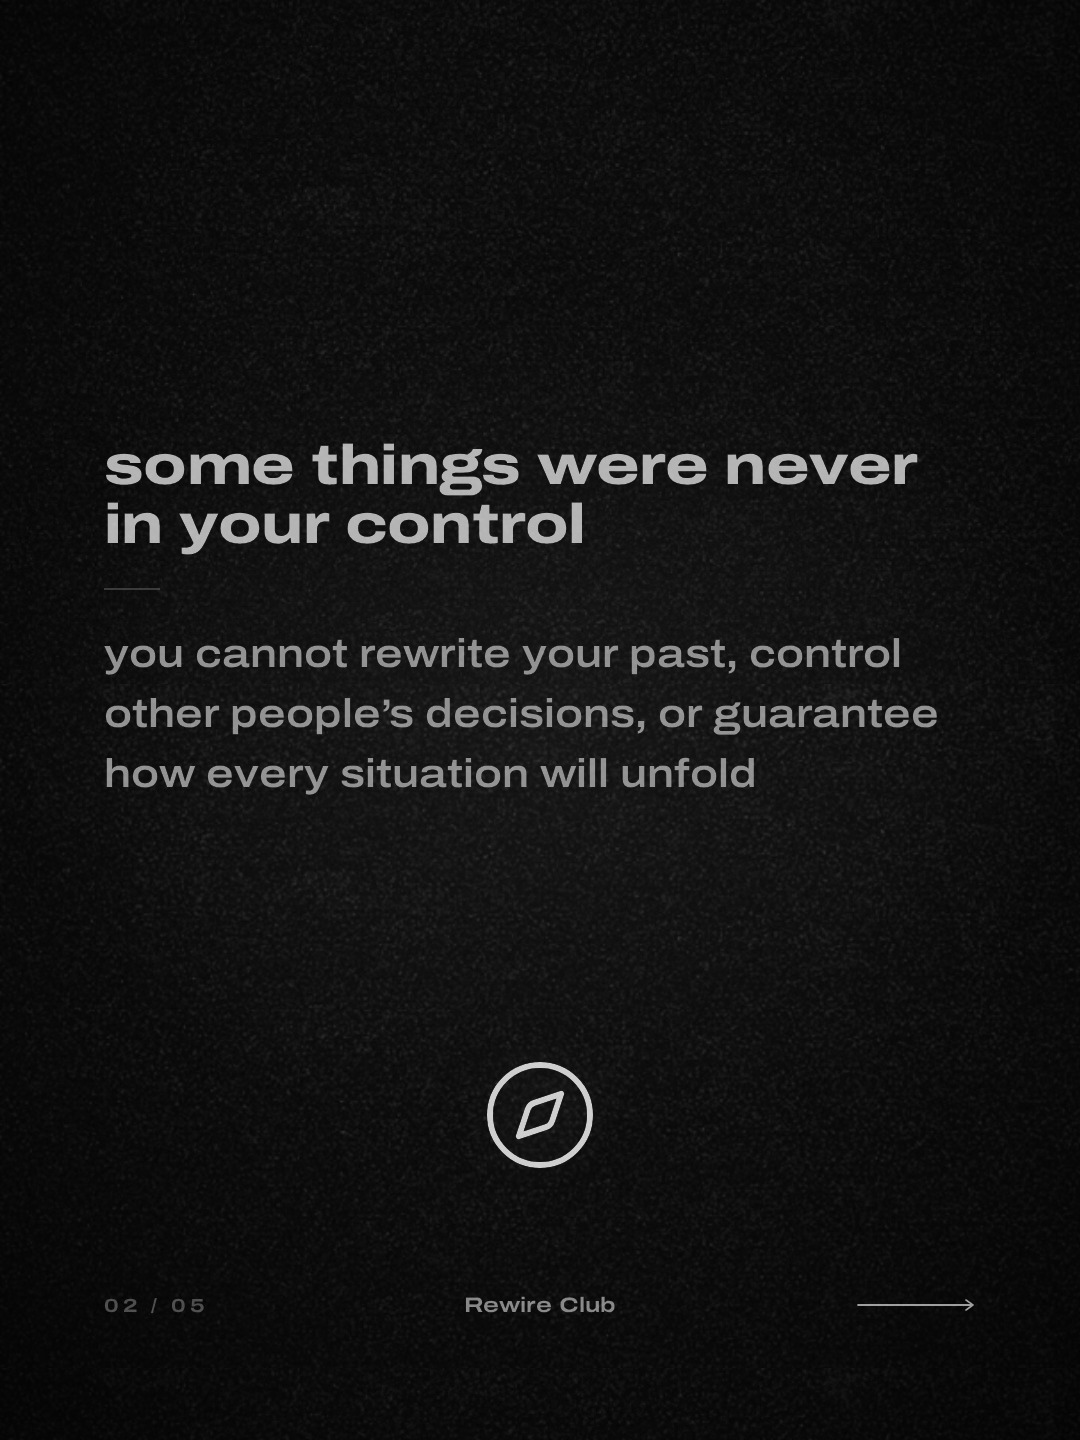 some things were never
in your control
you cannot rewrite your past, control
other people’s decisions, or guarantee
how every situation will unfold
02 / 05
Rewire Club